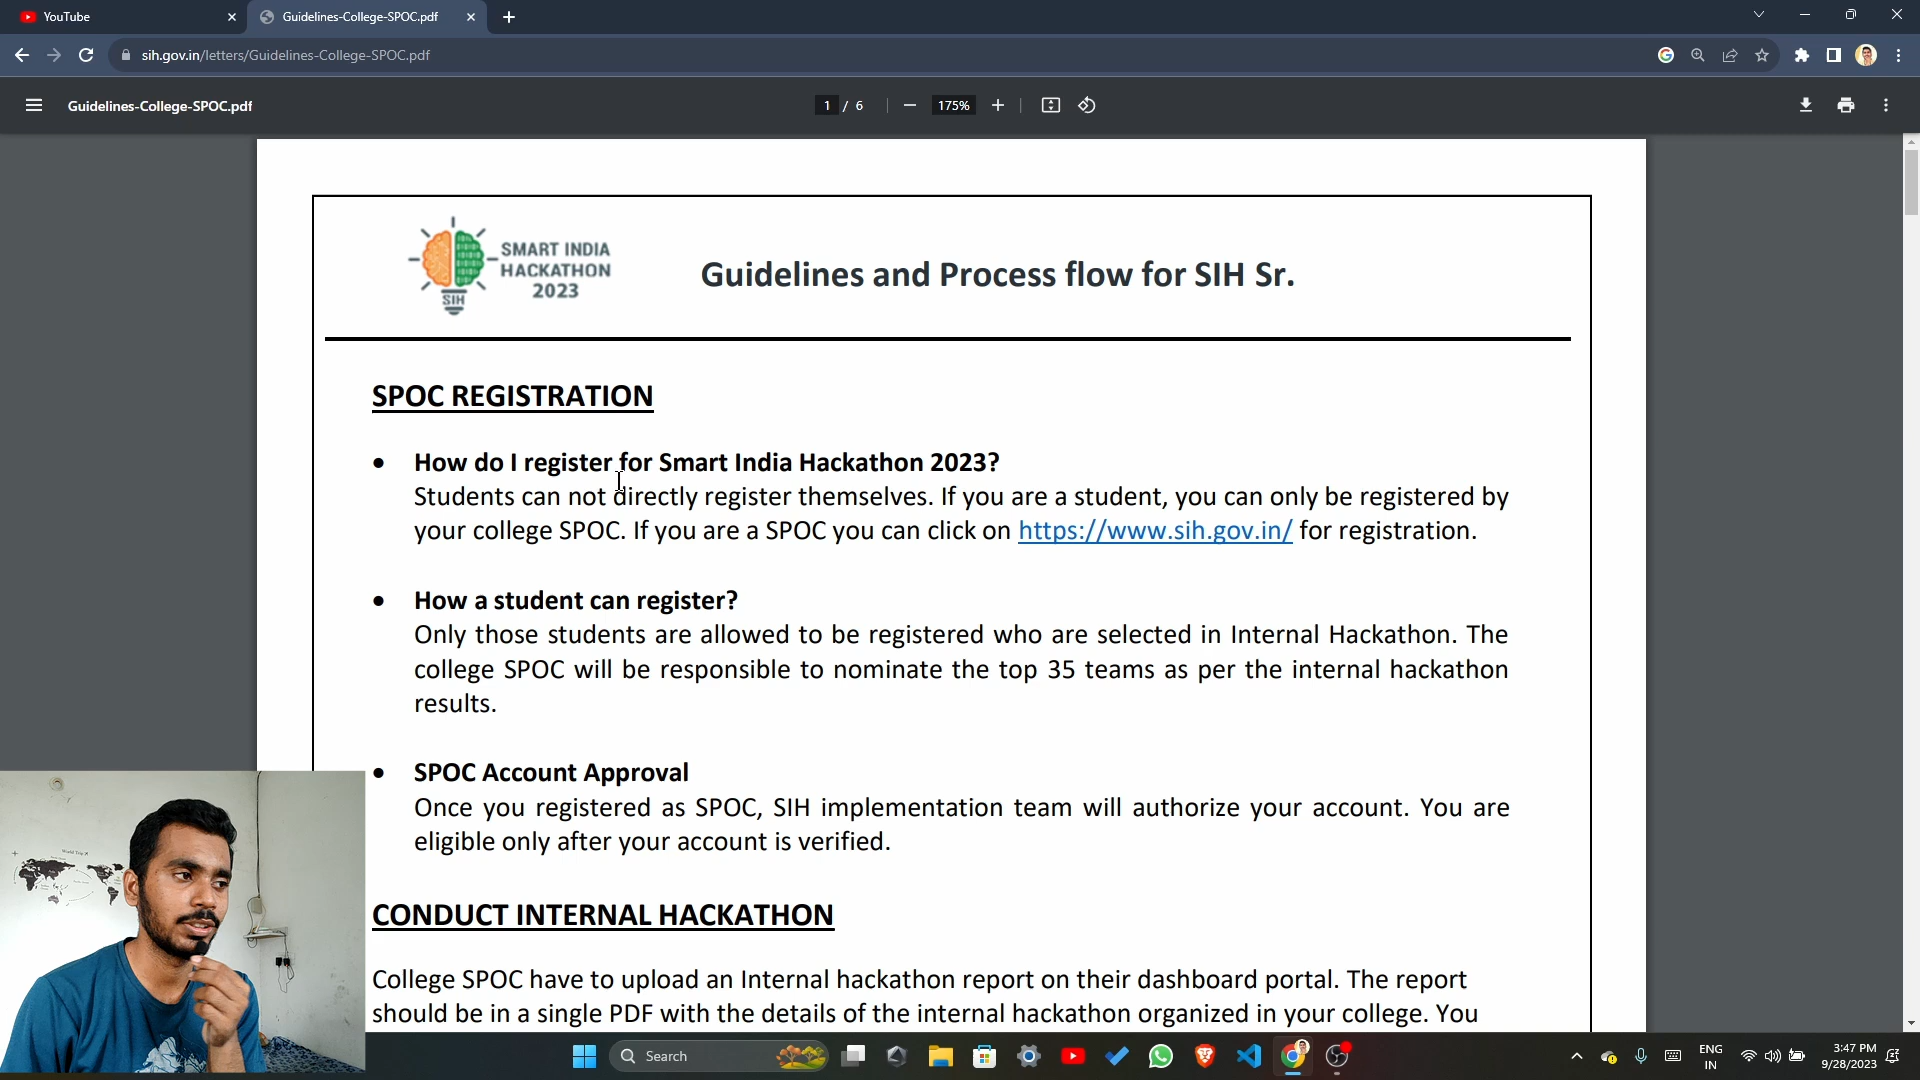 YouTube
Guidelines-College-SPOC.pdf
sih.gov.in/letters/Guidelines-College-SPOC.pdf
Guidelines-College-SPOC.pdf
1 / 6
175%
SMART INDIA
HACKATHON
2023
SIH
Guidelines and Process flow for SIH Sr.
SPOC REGISTRATION
• How do I register for Smart India Hackathon 2023?
Students can not directly register themselves. If you are a student, you can only be registered by
your college SPOC. If you are a SPOC you can click on https://www.sih.gov.in/ for registration.
• How a student can register?
Only those students are allowed to be registered who are selected in Internal Hackathon. The
college SPOC will be responsible to nominate the top 35 teams as per the internal hackathon
results.
• SPOC Account Approval
Once you registered as SPOC, SIH implementation team will authorize your account. You are
eligible only after your account is verified.
CONDUCT INTERNAL HACKATHON
College SPOC have to upload an Internal hackathon report on their dashboard portal. The report
should be in a single PDF with the details of the internal hackathon organized in your college. You
Search
ENG
IN
3:47 PM
9/28/2023